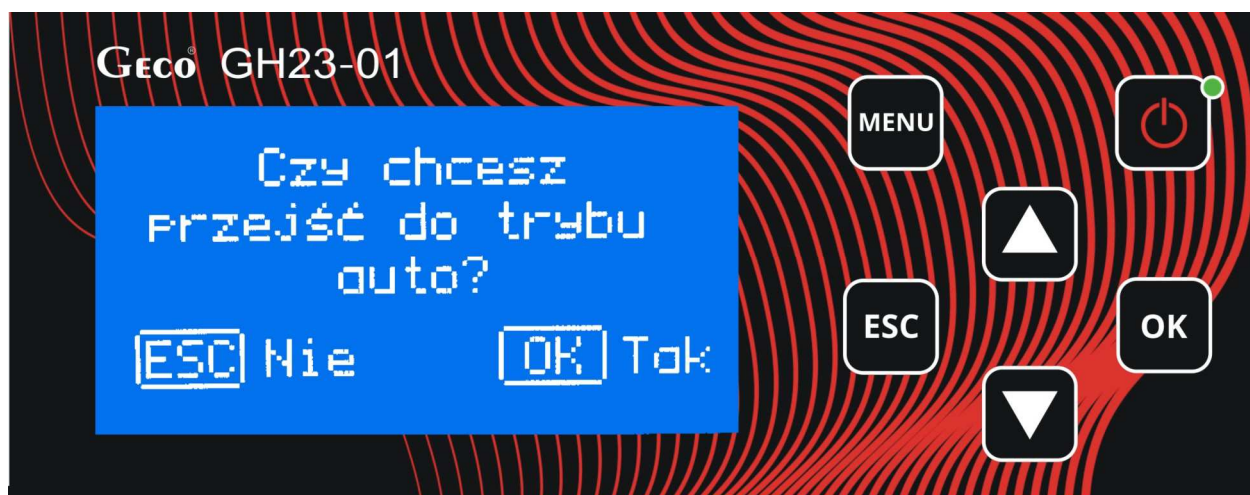 Geco® GH23-01
Czy chcesz
przejść do trybu
auto?
ESC Nie
OK Tak
MENU
ESC
OK